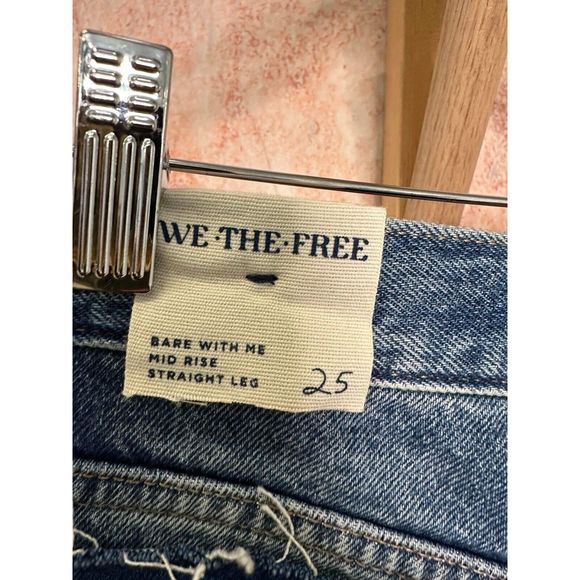 WE·THE·FREE
BARE WITH ME
MID RISE
STRAIGHT LEG 25